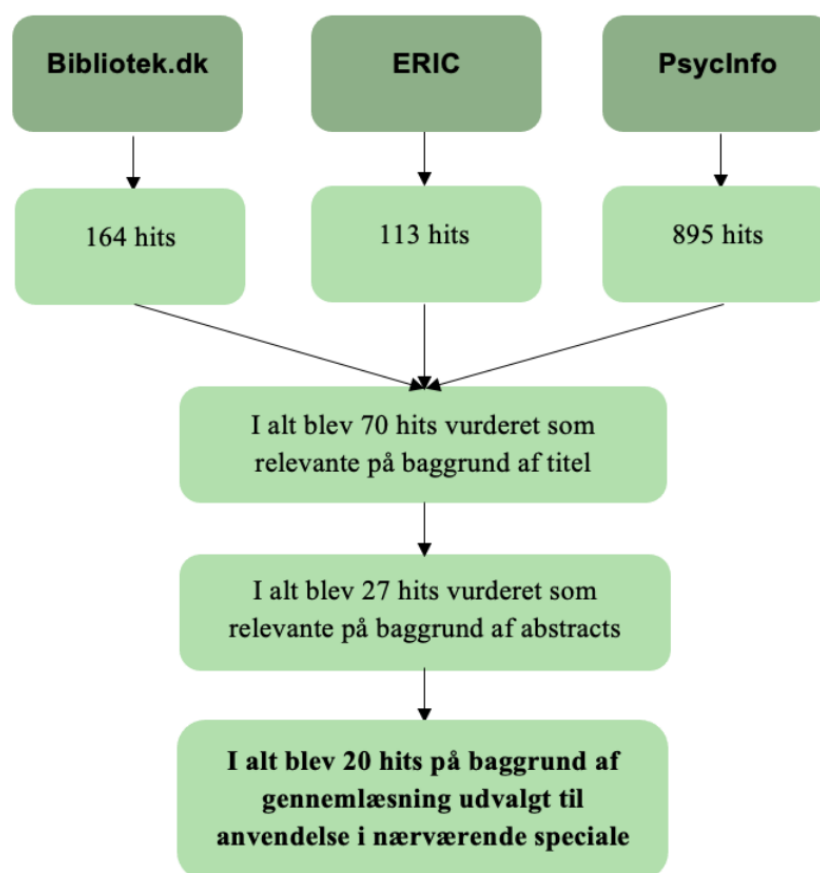 Bibliotek.dk
ERIC
PsycInfo
164 hits
113 hits
895 hits
I alt blev 70 hits vurderet som
relevante på baggrund af titel
I alt blev 27 hits vurderet som
relevante på baggrund af abstracts
I alt blev 20 hits på baggrund af
gennemlæsning udvalgt til
anvendelse i nærværende speciale